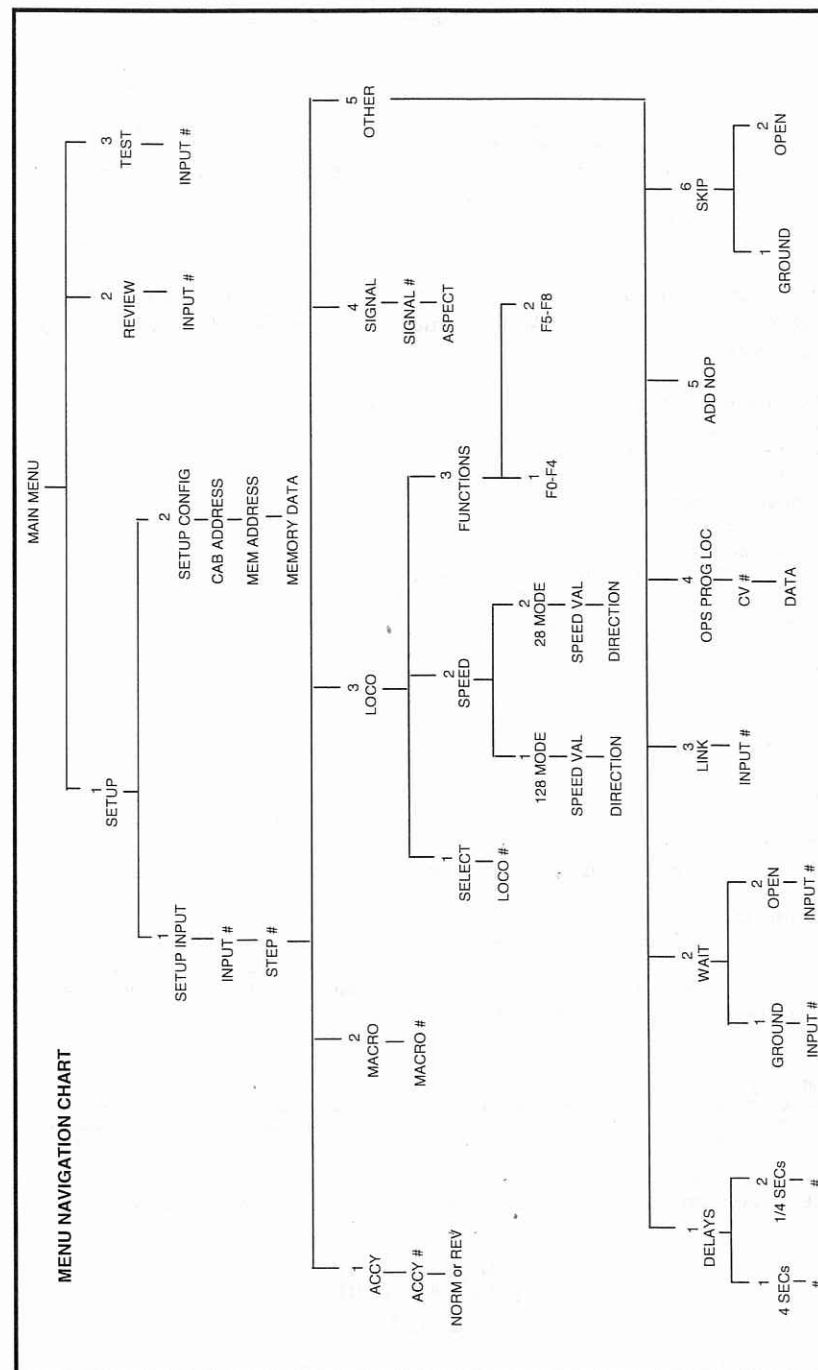 MENU NAVIGATION CHART
MAIN MENU
1
SETUP
2
REVIEW
INPUT #
3
TEST
INPUT #
1
SETUP INPUT
INPUT #
STEP #
2
SETUP CONFIG
CAB ADDRESS
MEM ADDRESS
MEMORY DATA
1
ACCY
ACCY #
NORM or REV
2
MACRO
MACRO #
3
LOCO
4
SIGNAL
SIGNAL #
ASPECT
5
OTHER
1
SELECT
LOCO #
2
SPEED
3
FUNCTIONS
1
128 MODE
SPEED VAL
DIRECTION
2
28 MODE
SPEED VAL
DIRECTION
1
F0-F4
2
F5-F8
1
DELAYS
2
WAIT
3
LINK
INPUT #
4
OPS PROG LOC
CV #
DATA
5
ADD NOP
6
SKIP
1
4 SECs
#
2
1/4 SECs
#
1
GROUND
INPUT #
2
OPEN
INPUT #
1
GROUND
2
OPEN